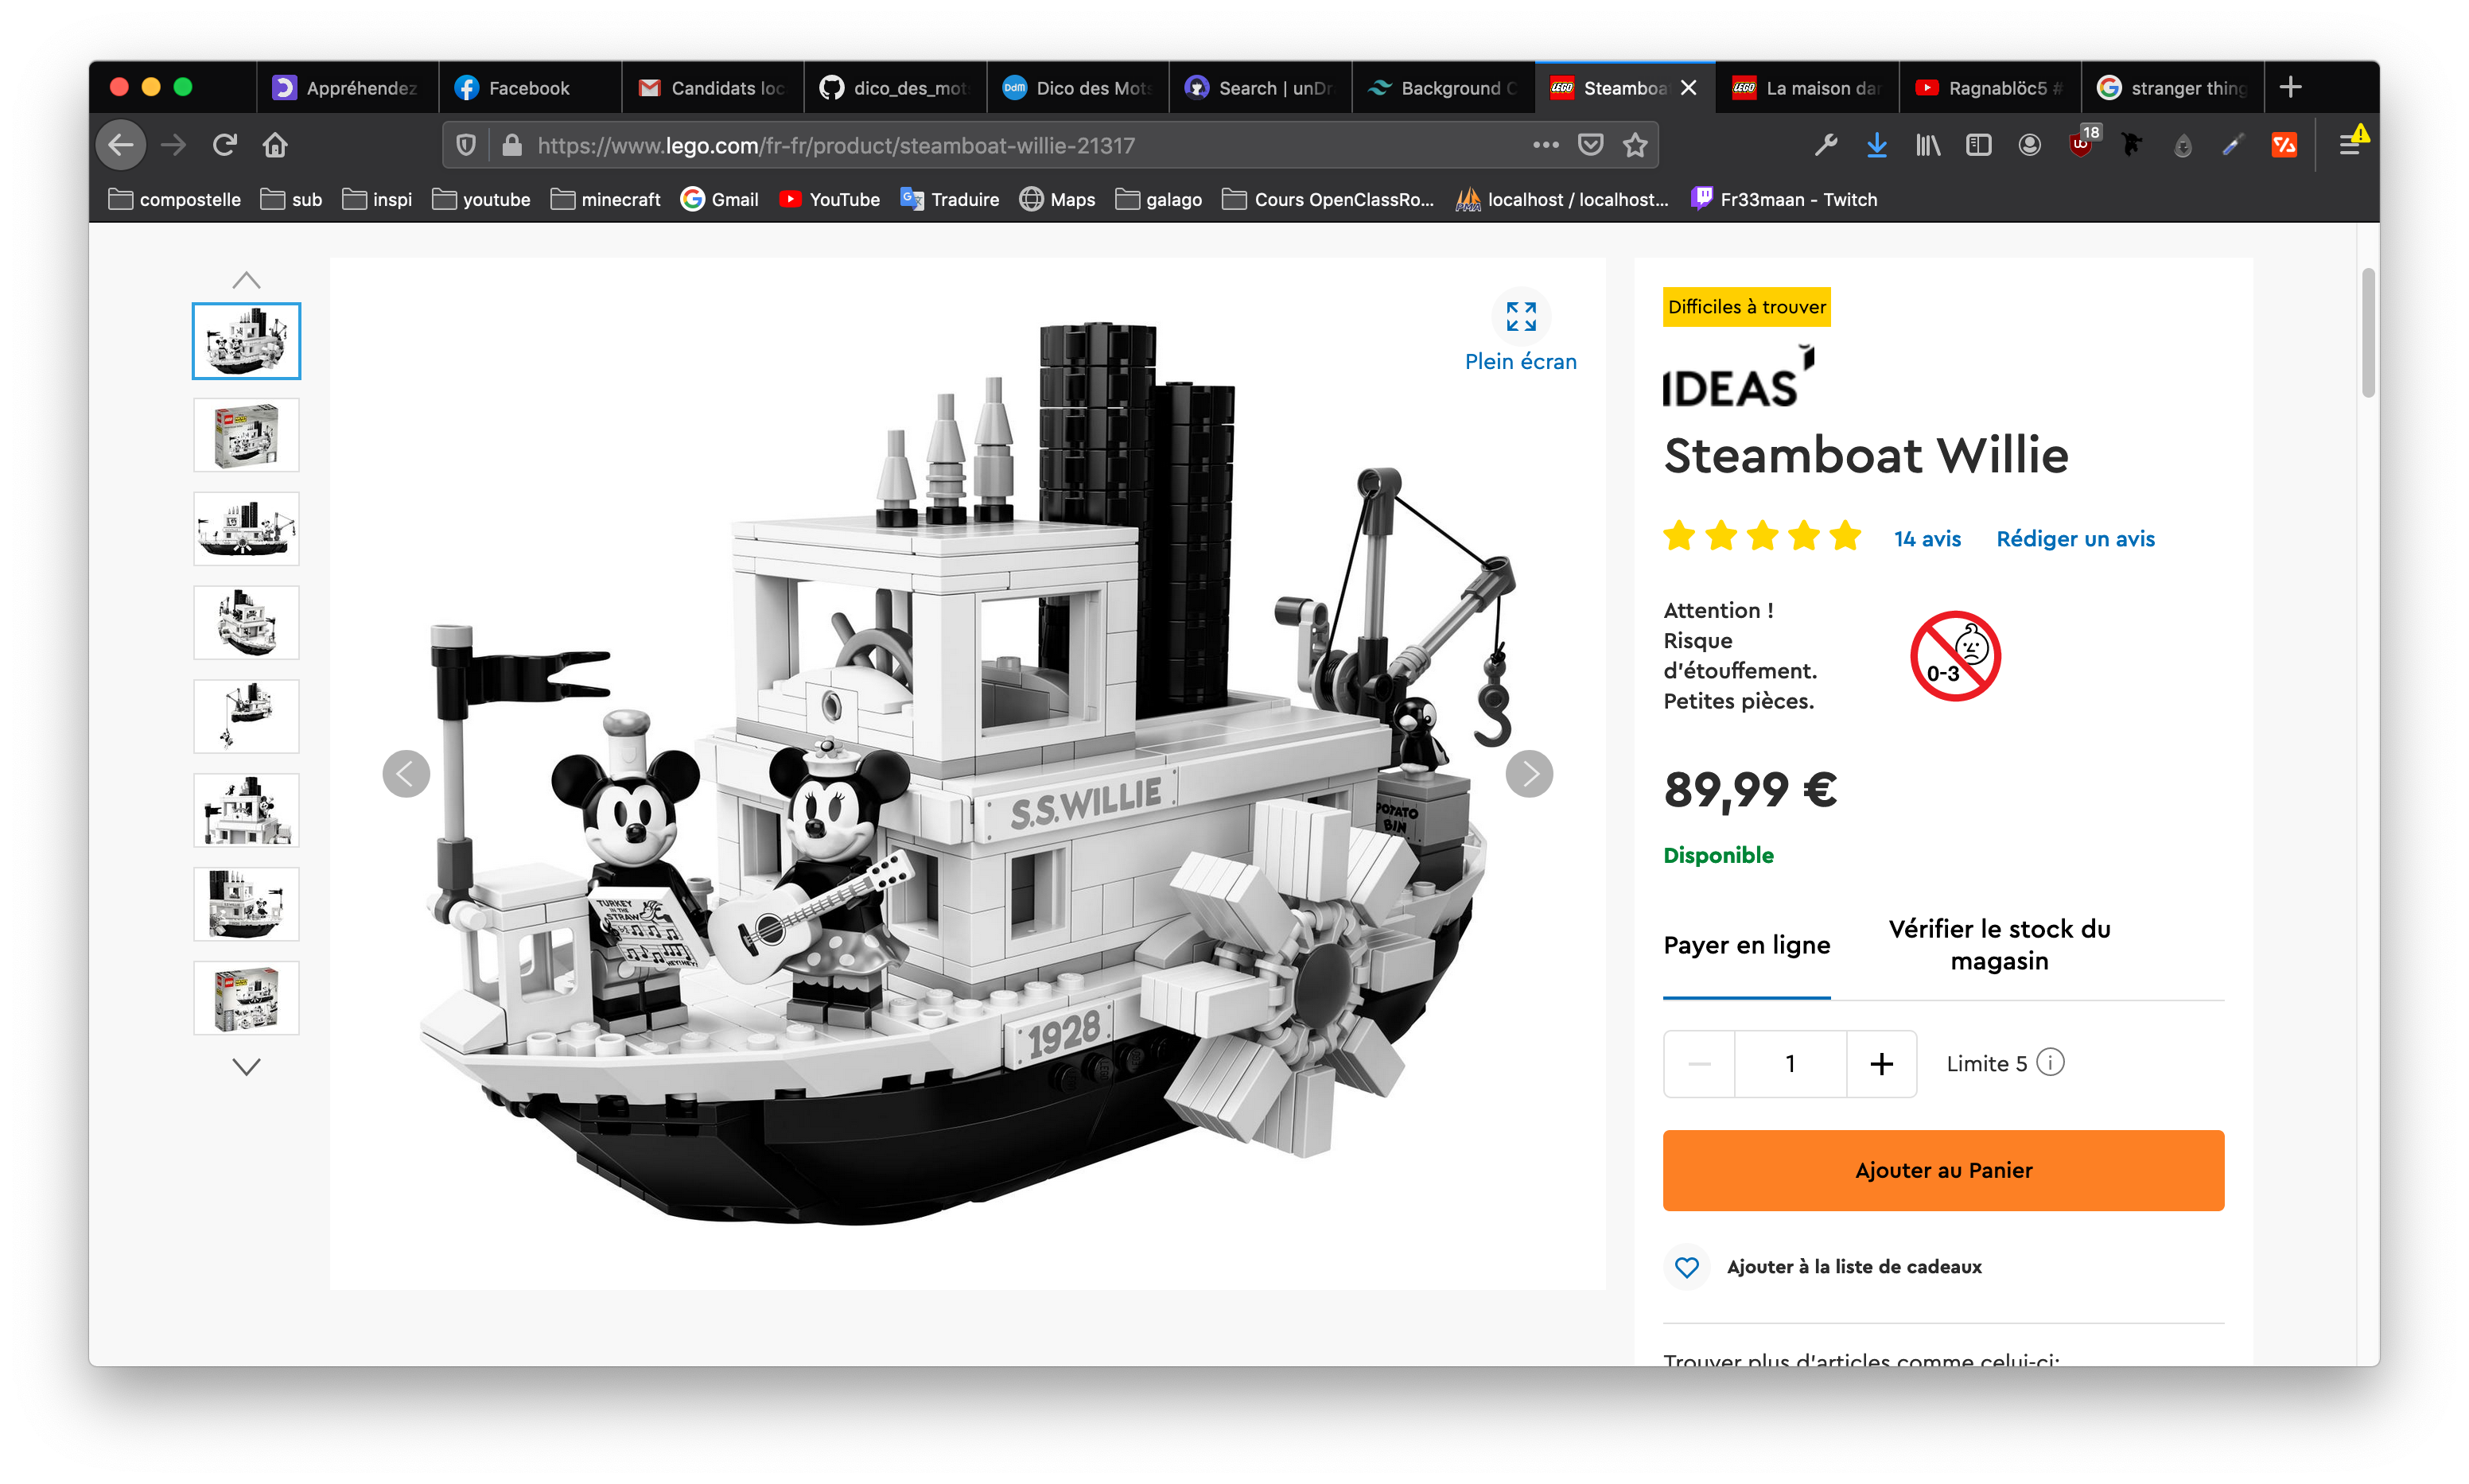 Appréhendez
Facebook
Candidats loc
dico_des_mot
Dico des Mots
Search | unDr
Background C
Steamboat
La maison dan
Ragnablöc5 #
stranger thing
https://www.lego.com/fr-fr/product/steamboat-willie-21317
18
compostelle
sub
inspi
youtube
minecraft
Gmail
YouTube
Traduire
Maps
galago
Cours OpenClassRo...
localhost / localhost...
Fr33maan - Twitch
Plein écran
S.S.WILLIE
POTATO
BIN
TURKEY
IN THE
STRAW
1928
Difficiles à trouver
IDEAS
Steamboat Willie
14 avis
Rédiger un avis
Attention !
Risque
d'étouffement.
Petites pièces.
0-3
89,99 €
Disponible
Payer en ligne
Vérifier le stock du
magasin
1
Limite 5
Ajouter au Panier
Ajouter à la liste de cadeaux
Trouver plus d'articles comme celui-ci: